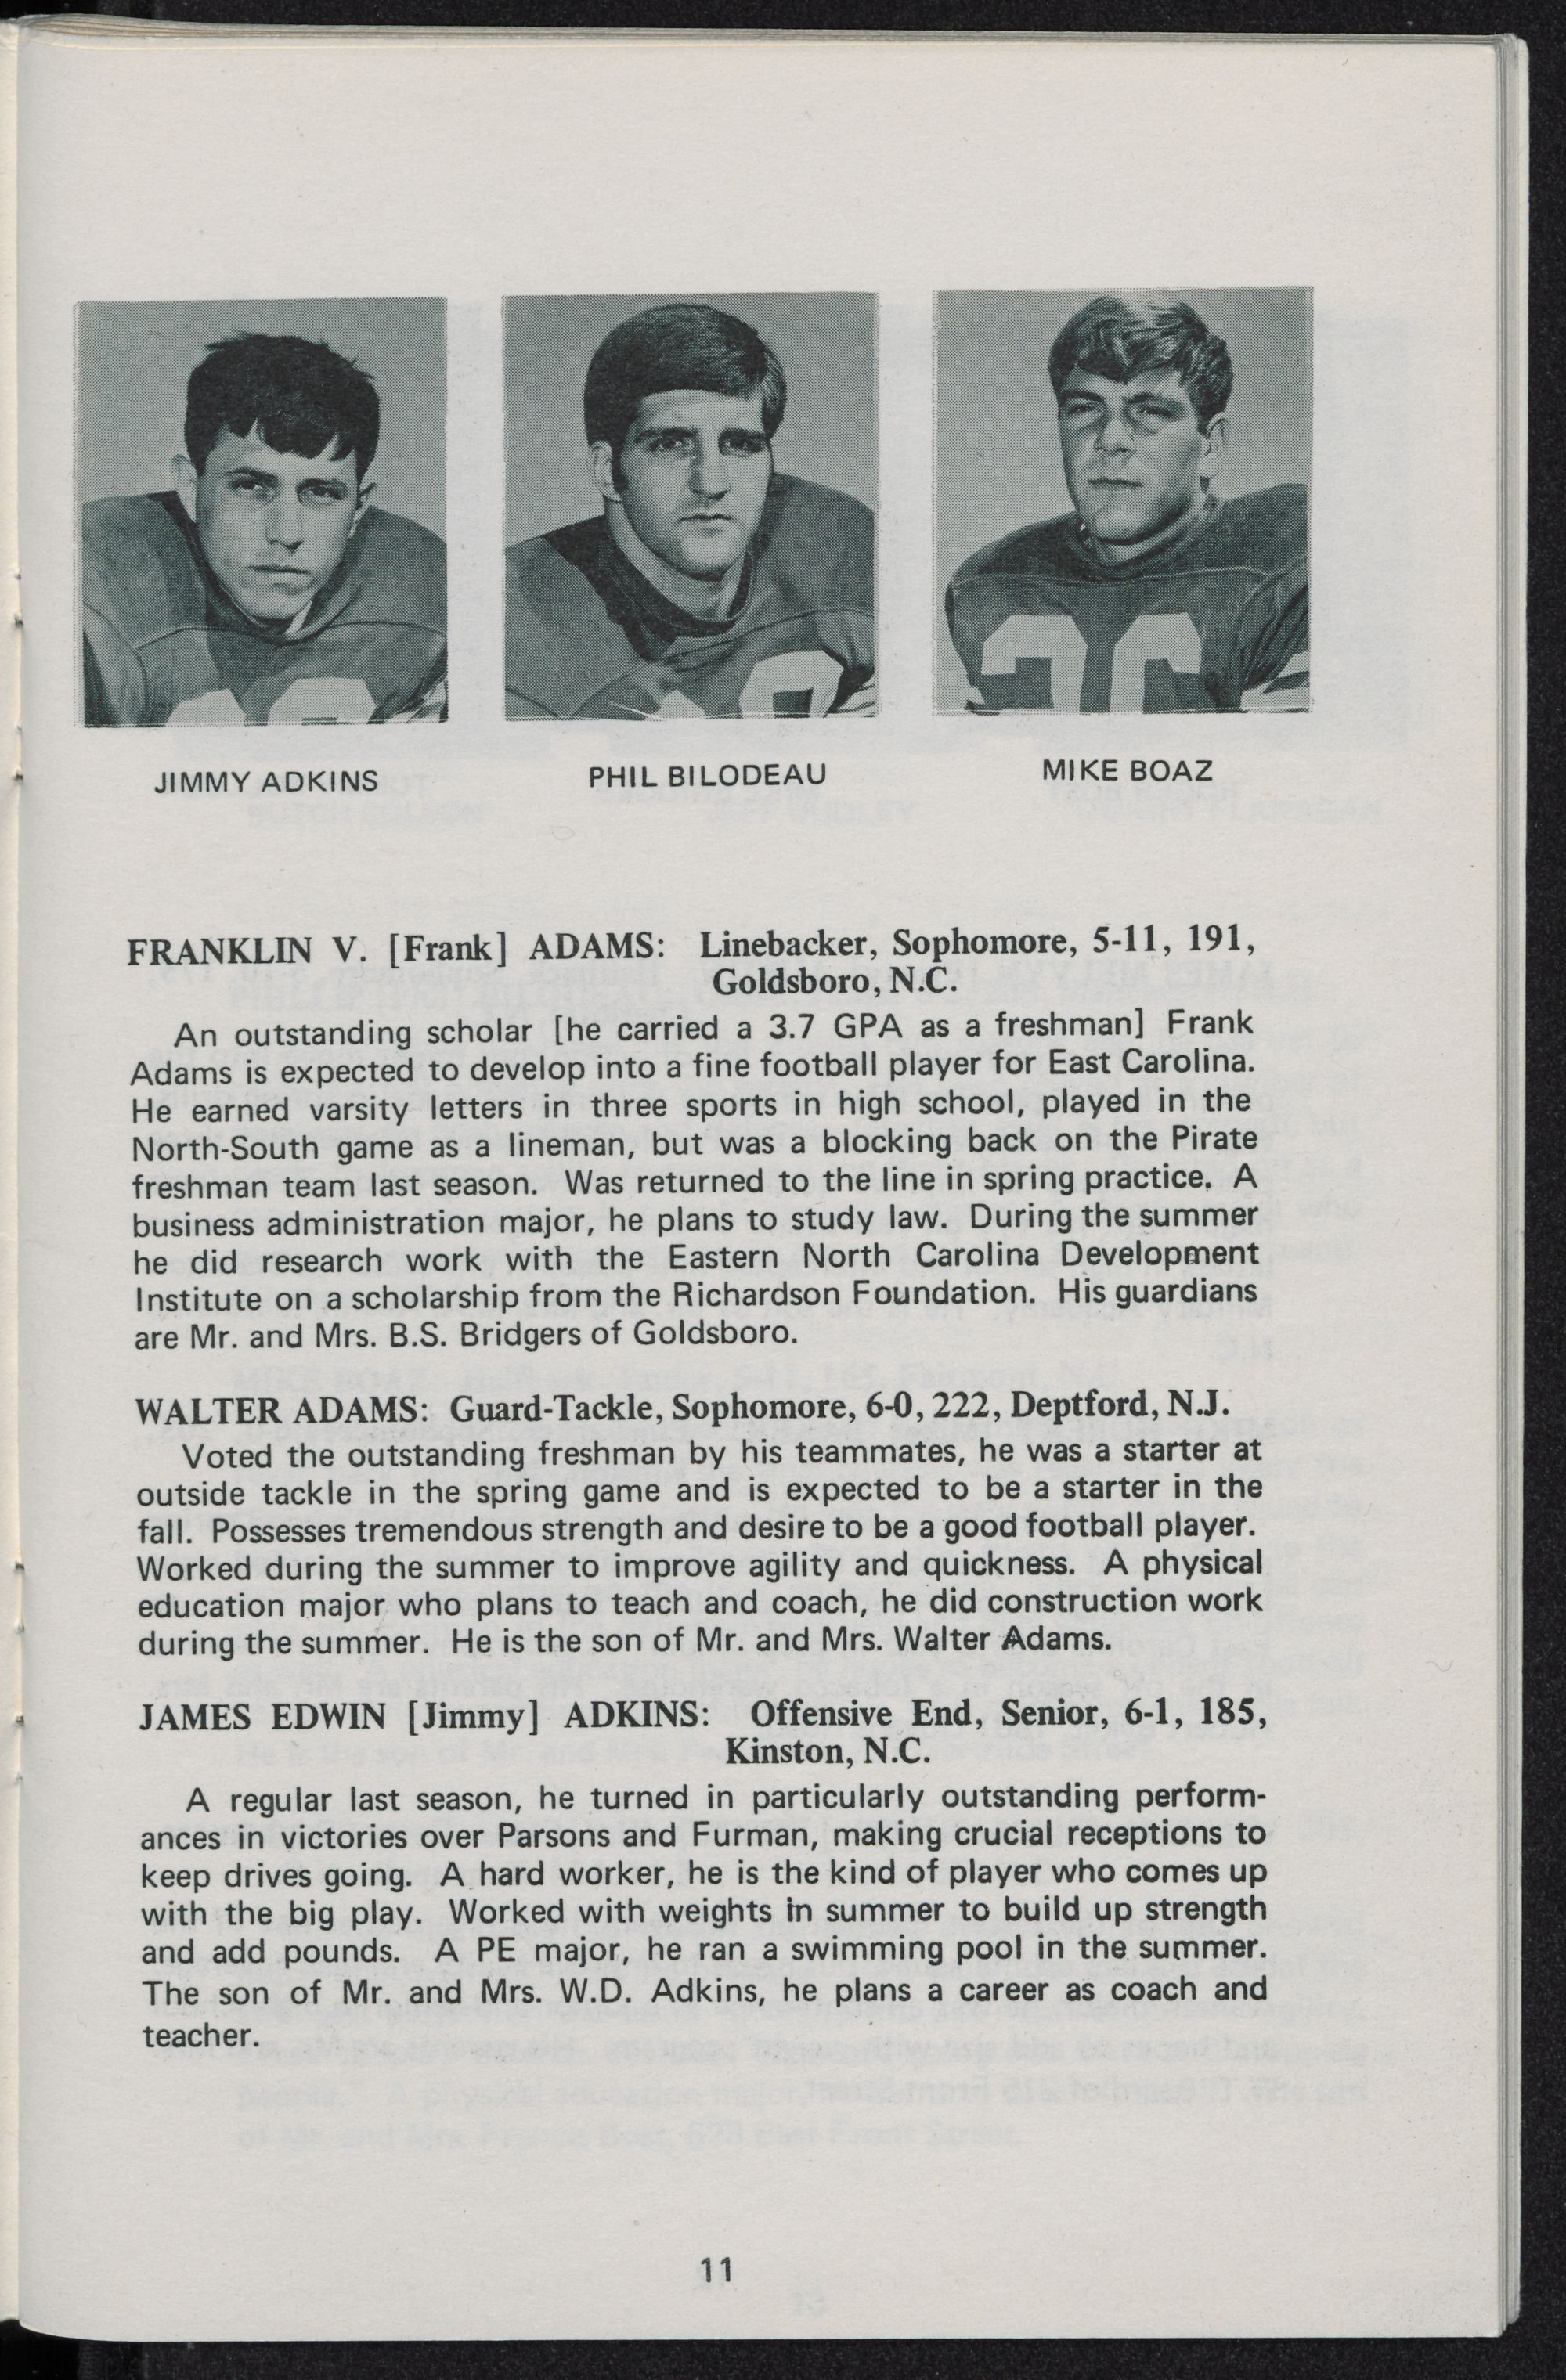 JIMMY ADKINS
PHIL BILODEAU
MIKE BOAZ
FRANKLIN V. [Frank] ADAMS: Linebacker, Sophomore, 5-11, 191,
Goldsboro, N.C.
An outstanding scholar [he carried a 3.7 GPA as a freshman] Frank
Adams is expected to develop into a fine football player for East Carolina.
He earned varsity letters in three sports in high school, played in the
North-South game as a lineman, but was a blocking back on the Pirate
freshman team last season. Was returned to the line in spring practice. A
business administration major, he plans to study law. During the summer
he did research work with the Eastern North Carolina Development
Institute on a scholarship from the Richardson Foundation. His guardians
are Mr. and Mrs. B.S. Bridgers of Goldsboro.
WALTER ADAMS: Guard-Tackle, Sophomore, 6-0, 222, Deptford, N.J.
Voted the outstanding freshman by his teammates, he was a starter at
outside tackle in the spring game and is expected to be a starter in the
fall. Possesses tremendous strength and desire to be a good football player.
Worked during the summer to improve agility and quickness. A physical
education major who plans to teach and coach, he did construction work
during the summer. He is the son of Mr. and Mrs. Walter Adams.
JAMES EDWIN [Jimmy] ADKINS: Offensive End, Senior, 6-1, 185,
Kinston, N.C.
A regular last season, he turned in particularly outstanding perform-
ances in victories over Parsons and Furman, making crucial receptions to
keep drives going. A hard worker, he is the kind of player who comes up
with the big play. Worked with weights in summer to build up strength
and add pounds. A PE major, he ran a swimming pool in the summer.
The son of Mr. and Mrs. W.D. Adkins, he plans a career as coach and
teacher.
11